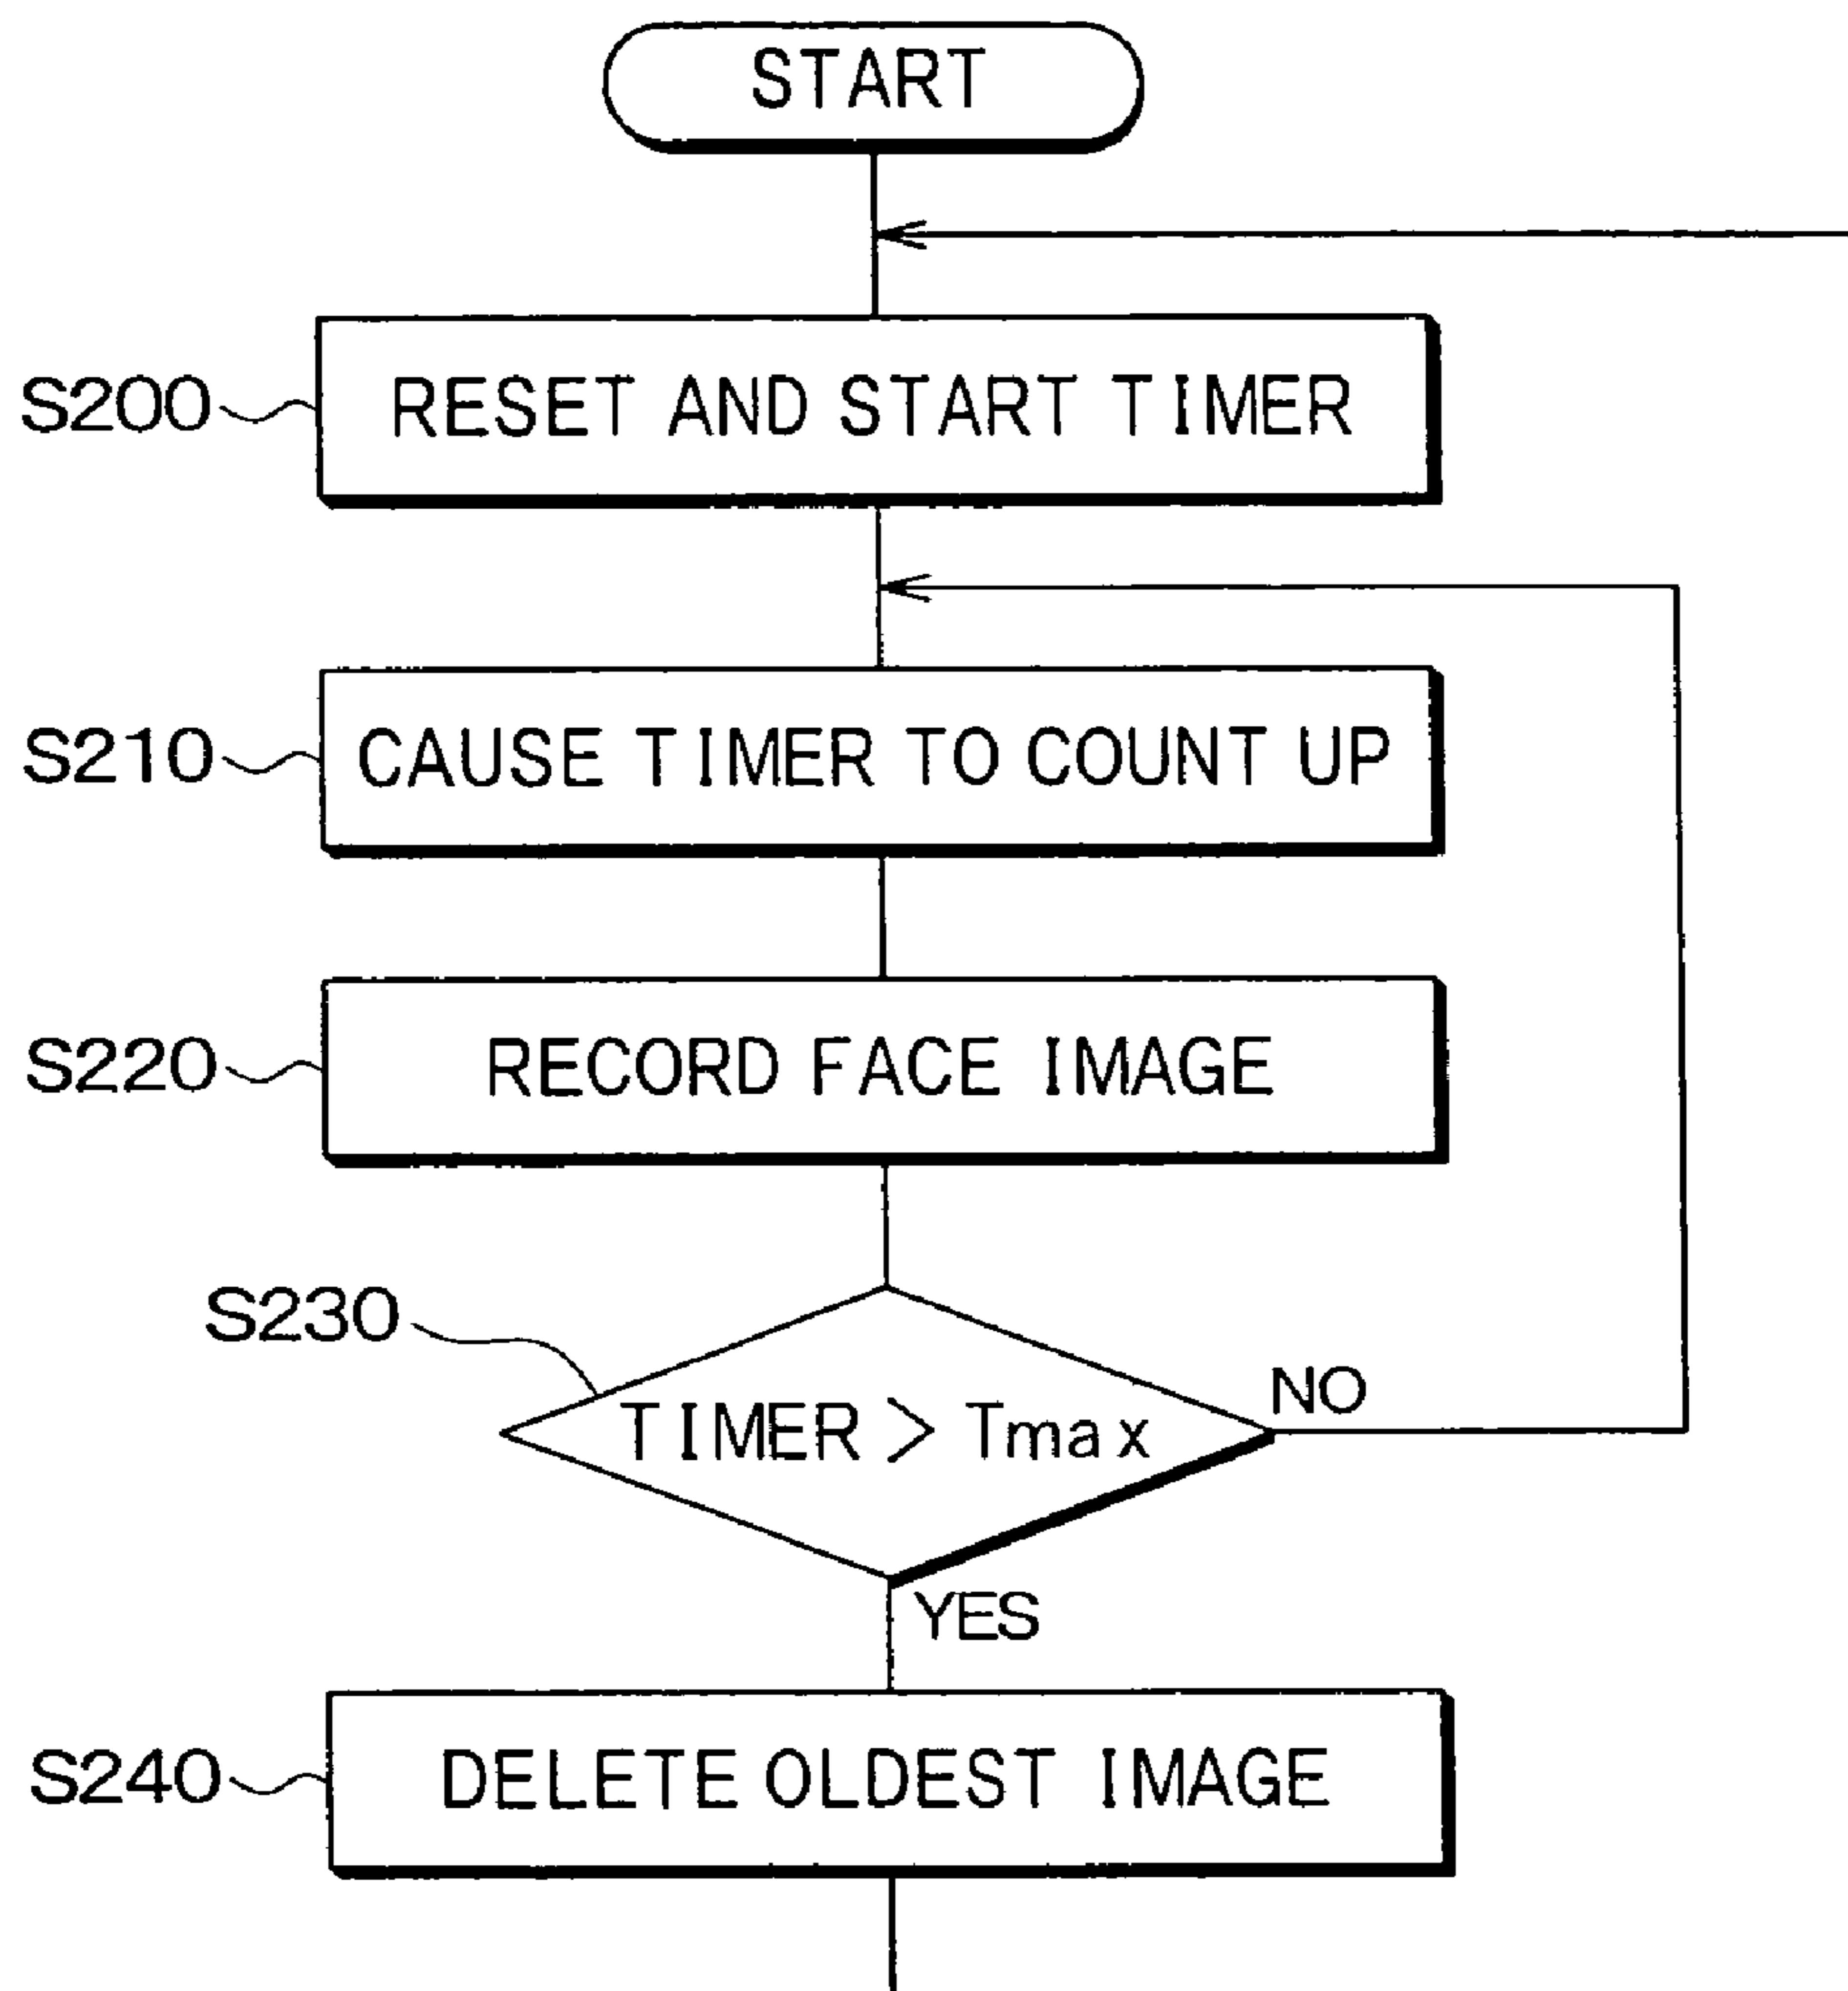 START
S200
RESET AND START TIMER
S210
CAUSE TIMER TO COUNT UP
S220
RECORD FACE IMAGE
S230
TIMER > Tmax
NO
YES
S240
DELETE OLDEST IMAGE